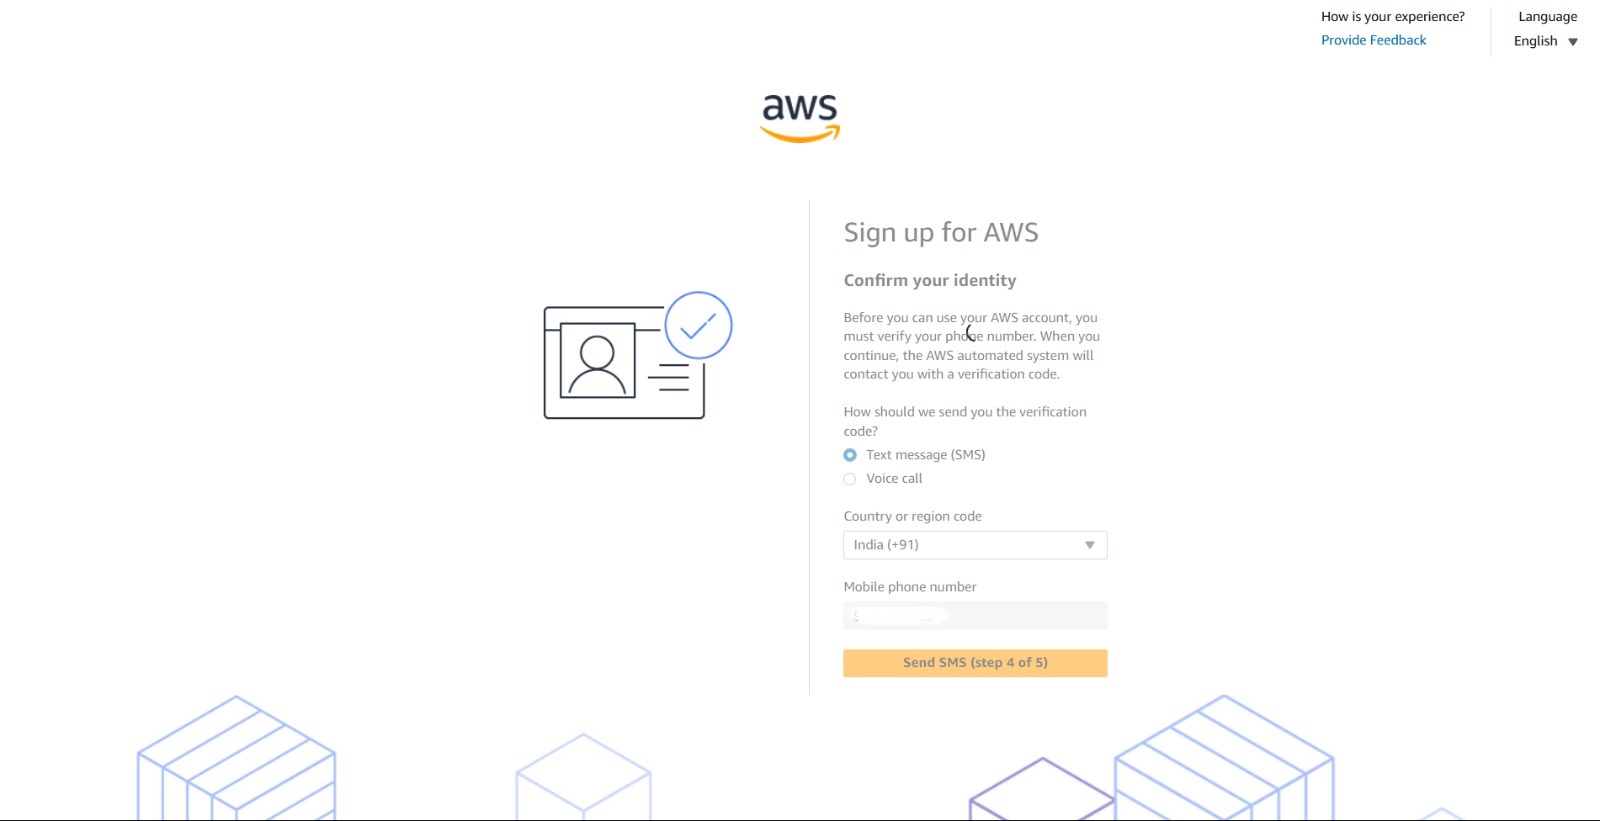 How is your experience?
Provide Feedback
Language
English
aws
Sign up for AWS
Confirm your identity
Before you can use your AWS account, you
must verify your phone number. When you
continue, the AWS automated system will
contact you with a verification code.
How should we send you the verification
code?
Text message (SMS)
Voice call
Country or region code
India (+91)
Mobile phone number
Send SMS (step 4 of 5)